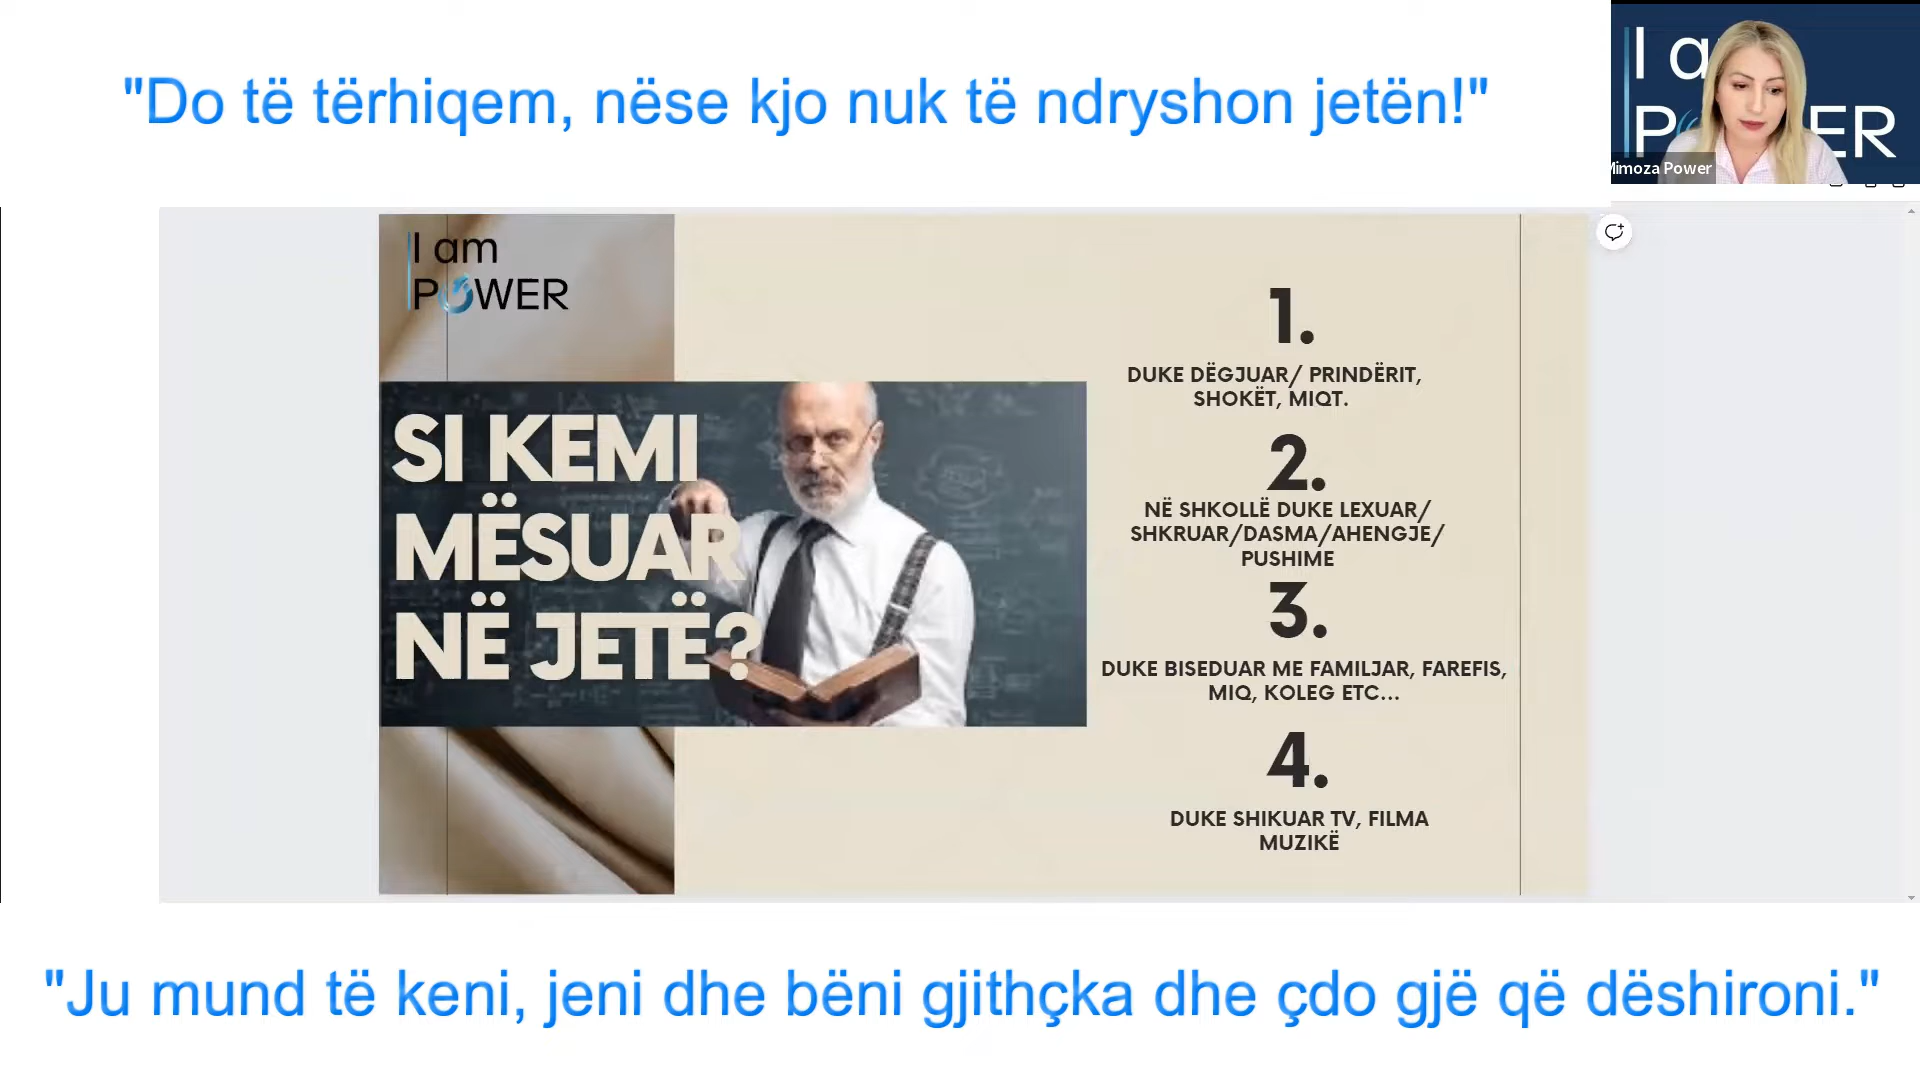 "Do të tërhiqem, nëse kjo nuk të ndryshon jetën!"
I a
P ER
Mimoza Power
I am
POWER
SI KEMI
MËSUAR
NË JETË?
1.
DUKE DËGJUAR/ PRINDËRIT,
SHOKËT, MIQT.
2.
NË SHKOLLË DUKE LEXUAR/
SHKRUAR/DASMA/AHENGJE/
PUSHIME
3.
DUKE BISEDUAR ME FAMILJAR, FAREFIS,
MIQ, KOLEG ETC...
4.
DUKE SHIKUAR TV, FILMA
MUZIKË
"Ju mund të keni, jeni dhe bëni gjithçka dhe çdo gjë që dëshironi."